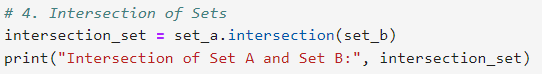 # 4. Intersection of Sets
intersection_set = set_a.intersection(set_b)
print("Intersection of Set A and Set B:", intersection_set)